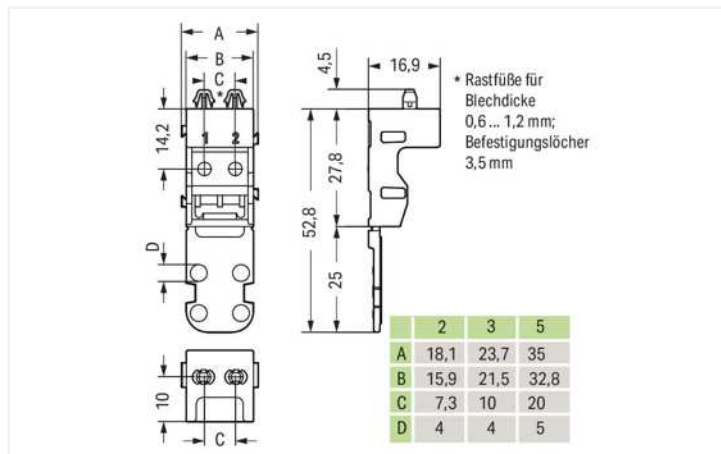 A
B
C
*
4,5
16,9
* Rastfüße für
Blechdicke
0,6 ... 1,2 mm;
Befestigungslöcher
3,5 mm
14,2
1 2
27,8
52,8
D
25
10
C
2 3 5
A 18,1 23,7 35
B 15,9 21,5 32,8
C 7,3 10 20
D 4 4 5